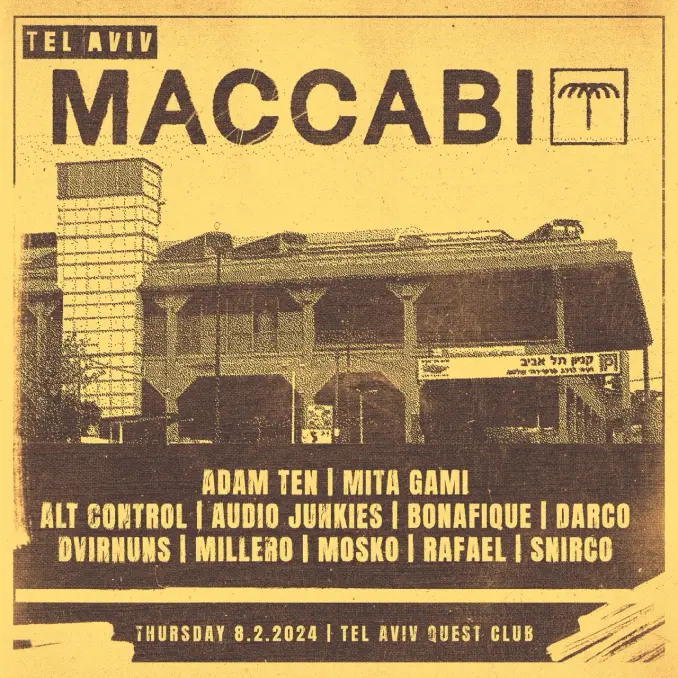 TEL AVIV
MACCABI
קניון תל אביב
ADAM TEN | MITA GAMI
ALT CONTROL | AUDIO JUNKIES | BONAFIQUE | DARCO
DVIRNUNS | MILLERO | MOSKO | RAFAEL | SNIRCO
THURSDAY 8.2.2024 | TEL AVIV QUEST CLUB